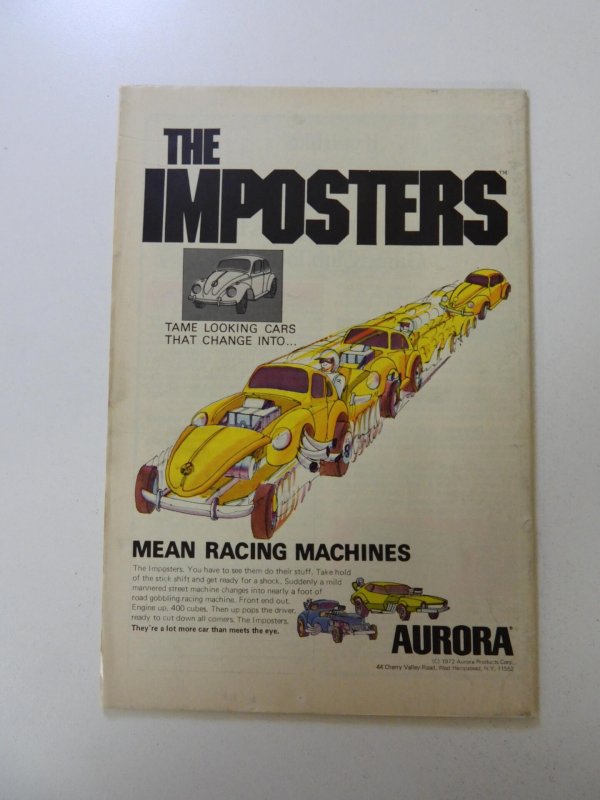 THE
IMPOSTERS™
TAME LOOKING CARS
THAT CHANGE INTO...
MEAN RACING MACHINES
The Imposters. You have to see them do their stuff. Take hold
of the stick shift and get ready for a shock. Suddenly a mild
mannered street machine changes into nearly a foot of
road gobbling racing machine. Front end out.
Engine up, 400 cubes. Then up pops the driver,
ready to cut down all comers. The Imposters.
They're a lot more car than meets the eye.
AURORA®
(C) 1972 Aurora Products Corp.,
44 Cherry Valley Road, West Hempstead, N.Y. 11552